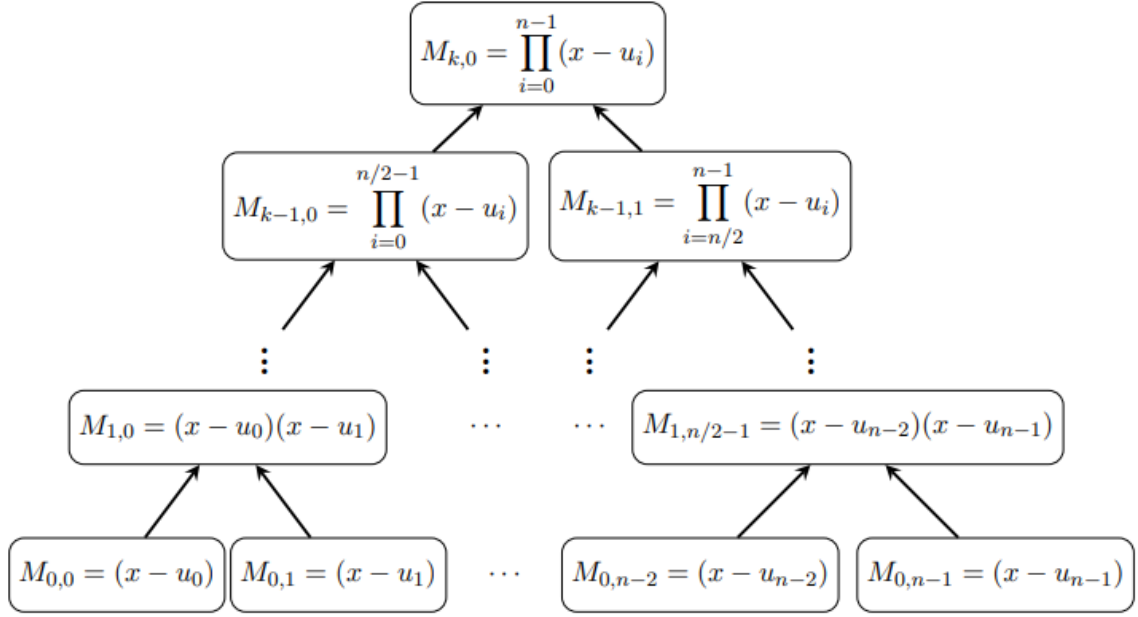 M_{k,0} = \prod_{i=0}^{n-1} (x - u_i)
M_{k-1,0} = \prod_{i=0}^{n/2-1} (x - u_i)
M_{k-1,1} = \prod_{i=n/2}^{n-1} (x - u_i)
⋮ ⋮ ⋮ ⋮
M_{1,0} = (x - u_0)(x - u_1)
⋯ ⋯
M_{1,n/2-1} = (x - u_{n-2})(x - u_{n-1})
M_{0,0} = (x - u_0)
M_{0,1} = (x - u_1)
⋯
M_{0,n-2} = (x - u_{n-2})
M_{0,n-1} = (x - u_{n-1})